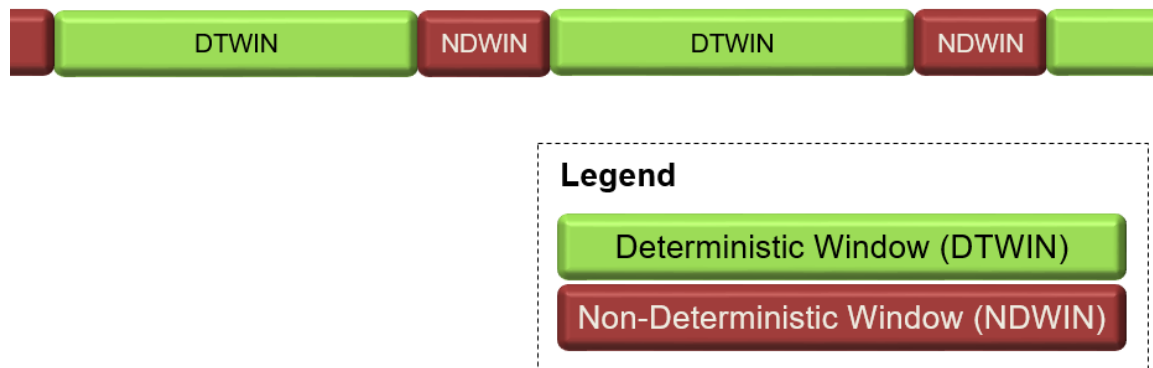 DTWIN NDWIN DTWIN NDWIN
Legend
Deterministic Window (DTWIN)
Non-Deterministic Window (NDWIN)